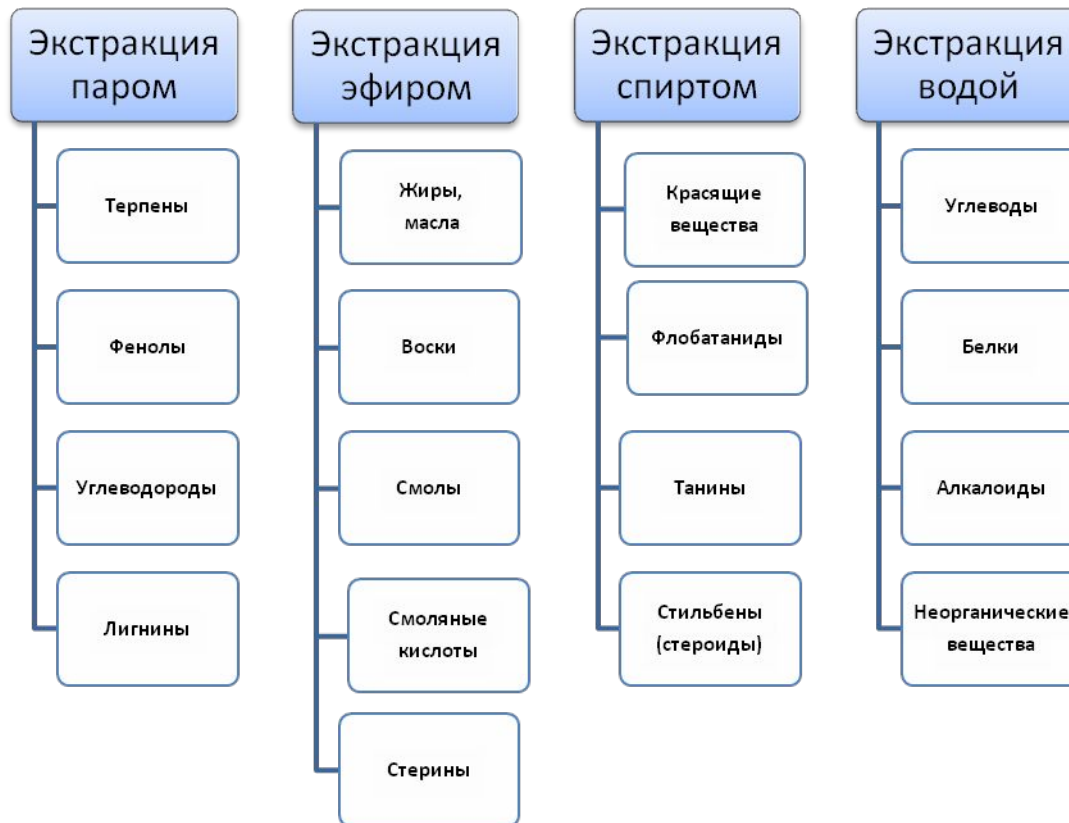 Экстракция
паром
Терпены
Фенолы
Углеводороды
Лигнины
Экстракция
эфиром
Жиры,
масла
Воски
Смолы
Смоляные
кислоты
Стерины
Экстракция
спиртом
Красящие
вещества
Флобатаниды
Танины
Стильбены
(стероиды)
Экстракция
водой
Углеводы
Белки
Алкалоиды
Неорганические
вещества